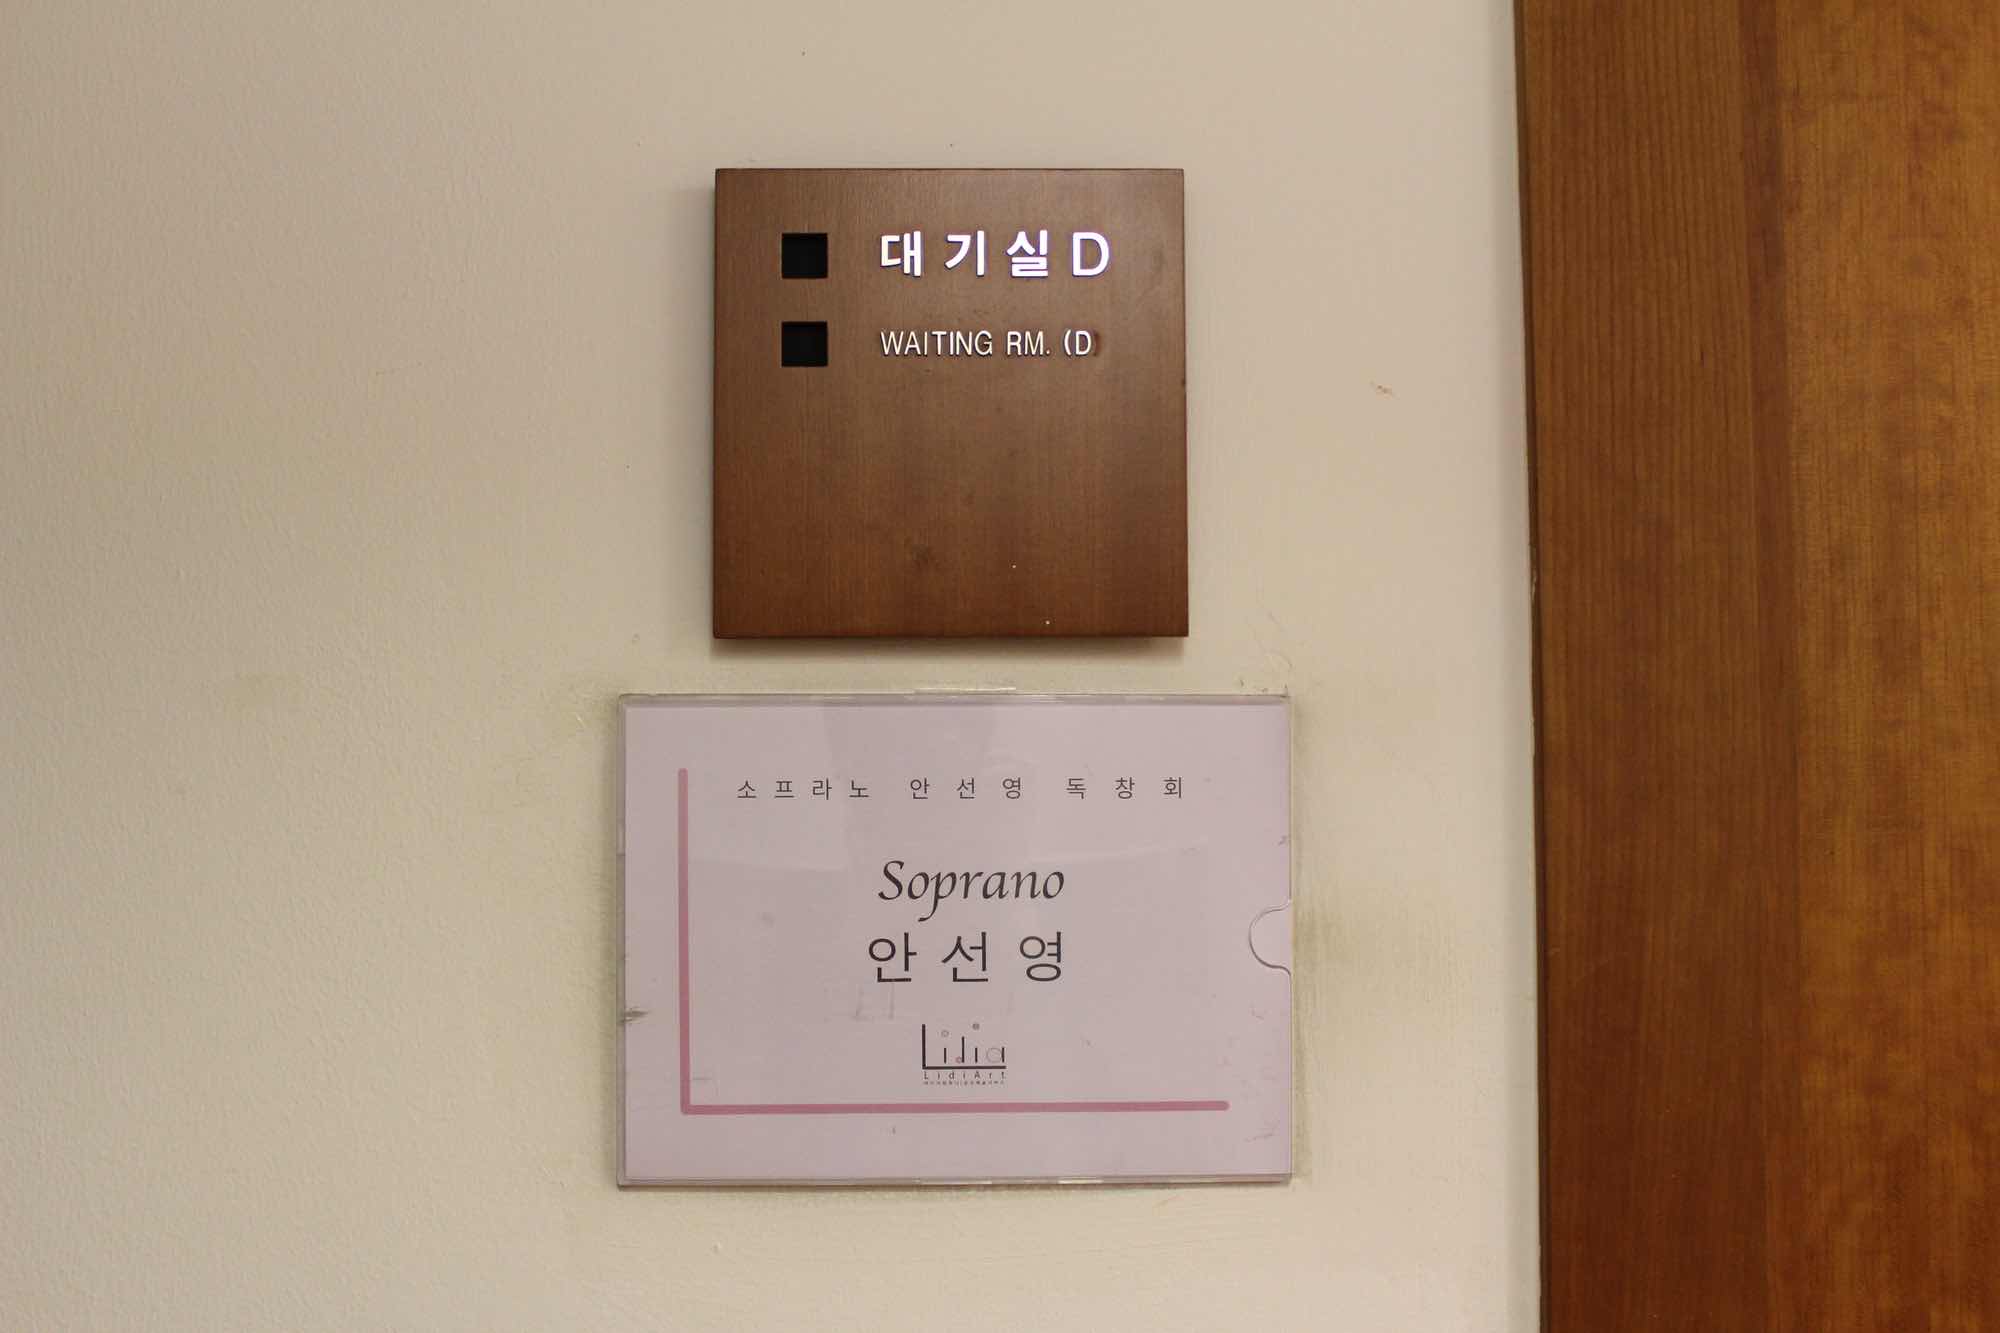 대기실 D
WAITING RM. (D
소프라노 안선영 독창회
Soprano
안선영
Lidia
LidiArt